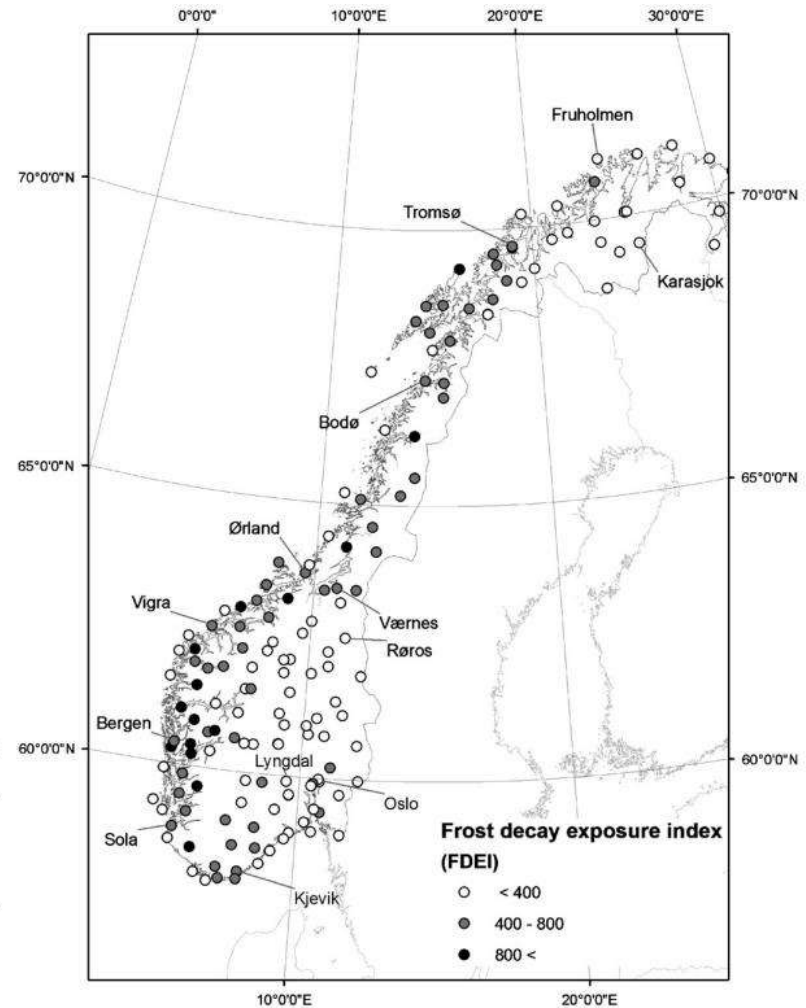 0°0'0"E
10°0'0"E
20°0'0"E
30°0'0"E
Fruholmen
70°0'0"N
70°0'0"N
Tromsø
Karasjok
Bodø
65°0'0"N
65°0'0"N
Ørland
Vigra
Værnes
Røros
Bergen
60°0'0"N
60°0'0"N
Lyngdal
Oslo
Sola
Kjevik
Frost decay exposure index
(FDEI)
< 400
400 - 800
800 <
10°0'0"E
20°0'0"E